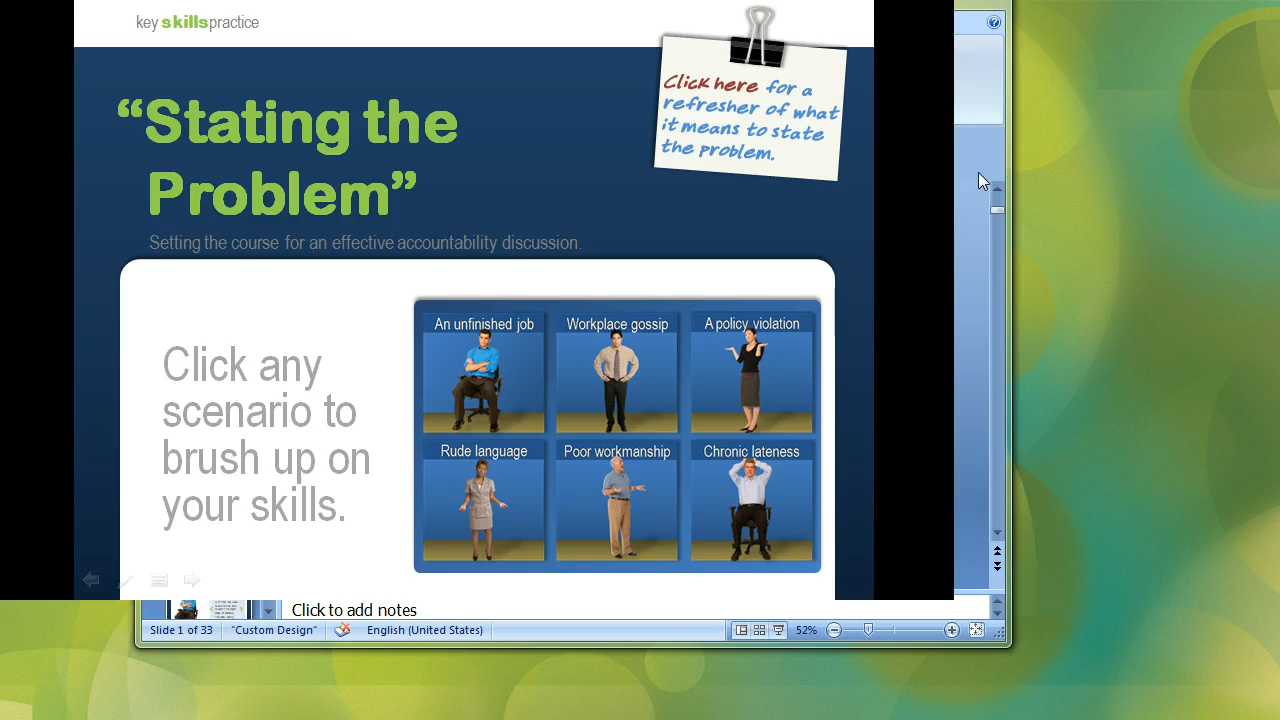 key skillspractice
Click here for a
refresher of what
it means to state
the problem.
“Stating the
Problem”
Setting the course for an effective accountability discussion.
Click any
scenario to
brush up on
your skills.
An unfinished job
Workplace gossip
A policy violation
Rude language
Poor workmanship
Chronic lateness
Click to add notes
Slide 1 of 33
"Custom Design"
English (United States)
52%